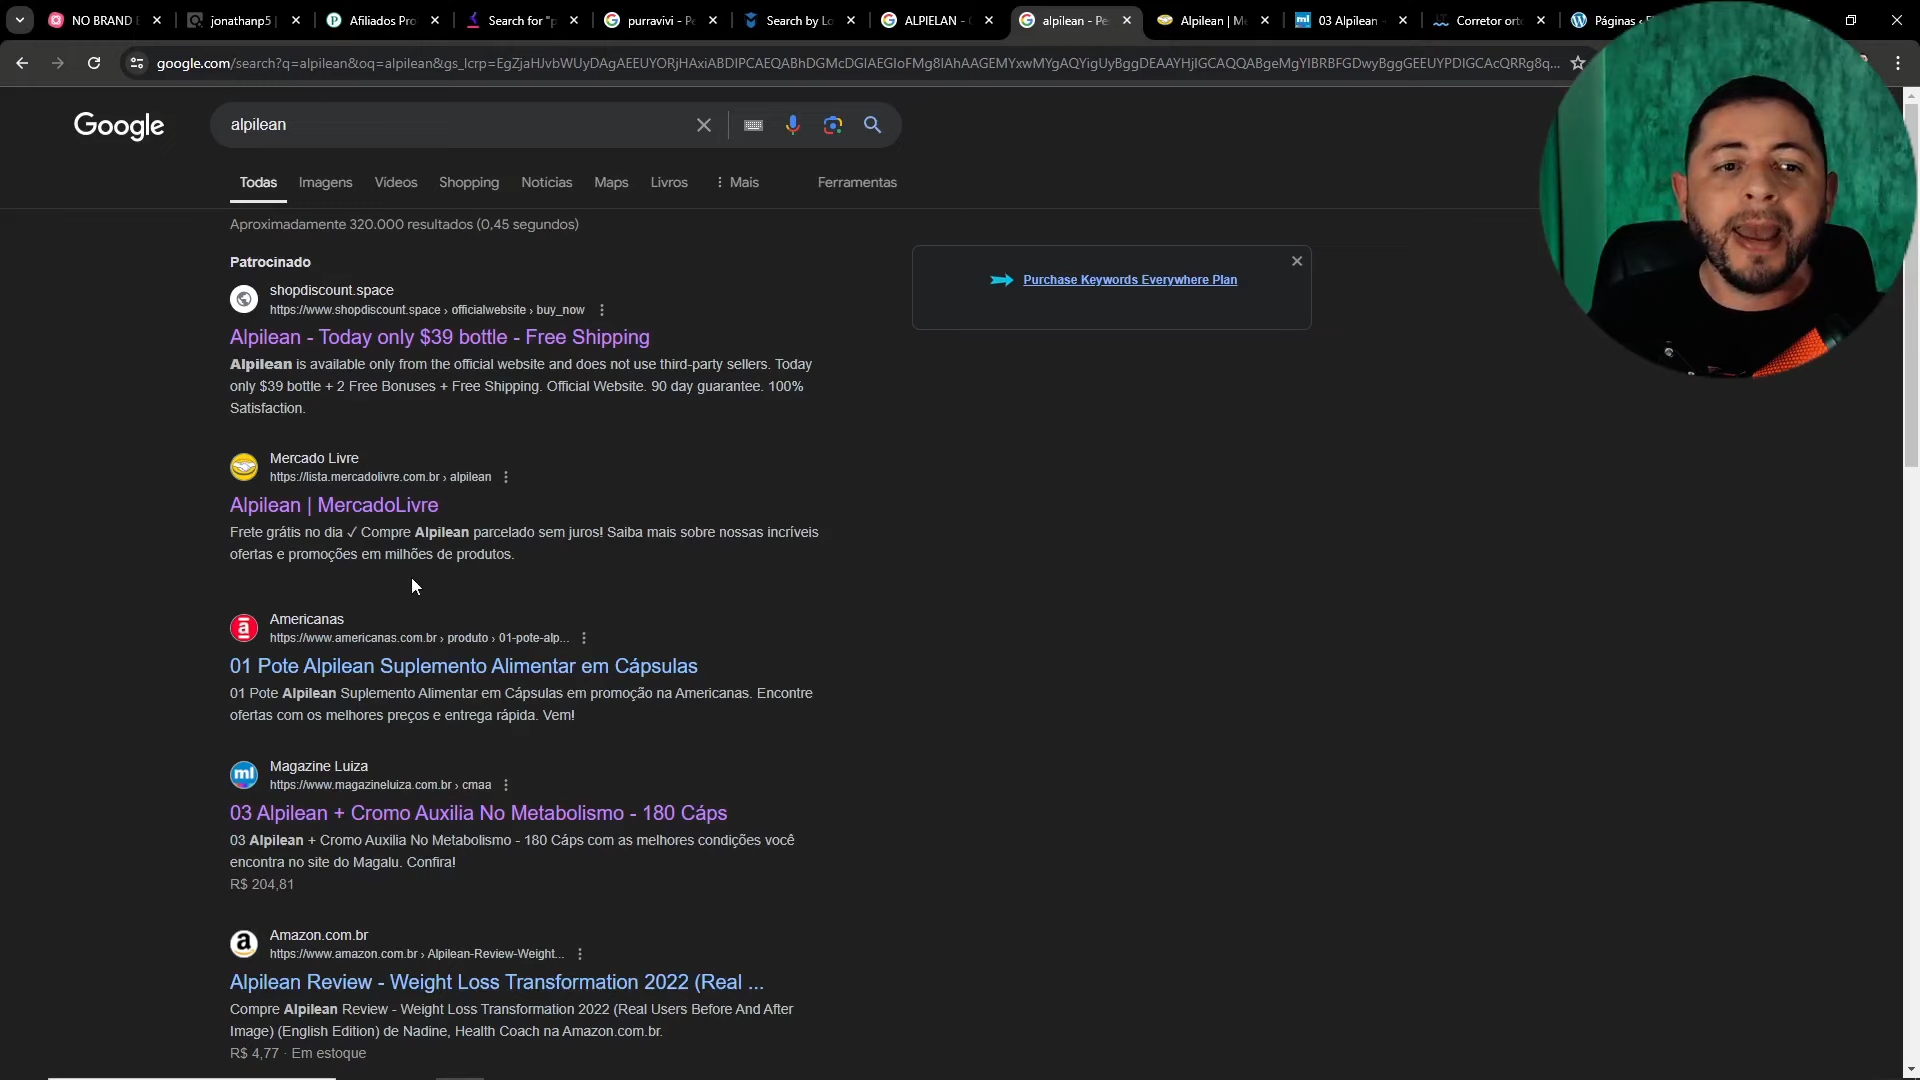 NO BRAND
jonathanp5
Afiliados Pro
Search for "p
purravivi - Pe
Search by Lo
ALPIELAN - G
alpilean - Pe
Alpilean | Me
03 Alpilean
Corretor orto
Páginas ‹
google.com/search?q=alpilean&oq=alpilean&gs_lcrp=
Google
alpilean
Todas
Imagens
Vídeos
Shopping
Notícias
Maps
Livros
Mais
Ferramentas
Aproximadamente 320.000 resultados (0,45 segundos)
Patrocinado
shopdiscount.space
https://www.shopdiscount.space › officialwebsite › buy_now
Alpilean - Today only $39 bottle - Free Shipping
Alpilean is available only from the official website and does not use third-party sellers. Today
only $39 bottle + 2 Free Bonuses + Free Shipping. Official Website. 90 day guarantee. 100%
Satisfaction.
Purchase Keywords Everywhere Plan
Mercado Livre
https://lista.mercadolivre.com.br › alpilean
Alpilean | MercadoLivre
Frete grátis no dia ✓ Compre Alpilean parcelado sem juros! Saiba mais sobre nossas incríveis
ofertas e promoções em milhões de produtos.
Americanas
https://www.americanas.com.br › produto › 01-pote-alp...
01 Pote Alpilean Suplemento Alimentar em Cápsulas
01 Pote Alpilean Suplemento Alimentar em Cápsulas em promoção na Americanas. Encontre
ofertas com os melhores preços e entrega rápida. Vem!
Magazine Luiza
https://www.magazineluiza.com.br › cmaa
03 Alpilean + Cromo Auxilia No Metabolismo - 180 Cáps
03 Alpilean + Cromo Auxilia No Metabolismo - 180 Cáps com as melhores condições você
encontra no site do Magalu. Confira!
R$ 204,81
Amazon.com.br
https://www.amazon.com.br › Alpilean-Review-Weight...
Alpilean Review - Weight Loss Transformation 2022 (Real ...
Compre Alpilean Review - Weight Loss Transformation 2022 (Real Users Before And After
Image) (English Edition) de Nadine, Health Coach na Amazon.com.br.
R$ 4,77 · Em estoque